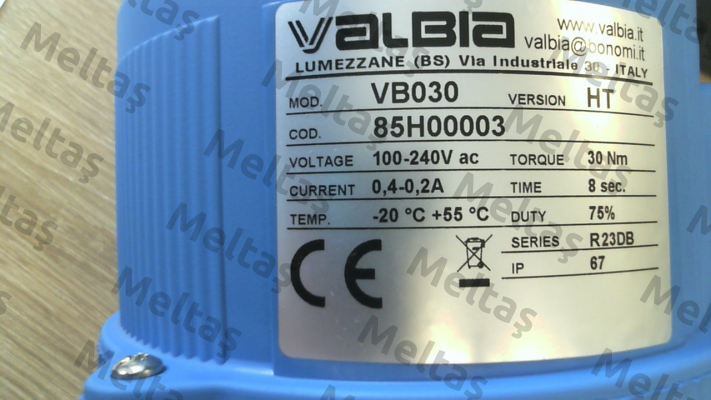 VALBIA www.valbia.it
valbia@bonomi.it
LUMEZZANE (BS) Via Industriale 30 - ITALY
MOD. VB030 VERSION HT
COD. 85H00003
VOLTAGE 100-240V ac TORQUE 30 Nm
CURRENT 0,4-0,2A TIME 8 sec.
TEMP. -20 °C +55 °C DUTY 75%
SERIES R23DB
CE IP 67
Meltaş